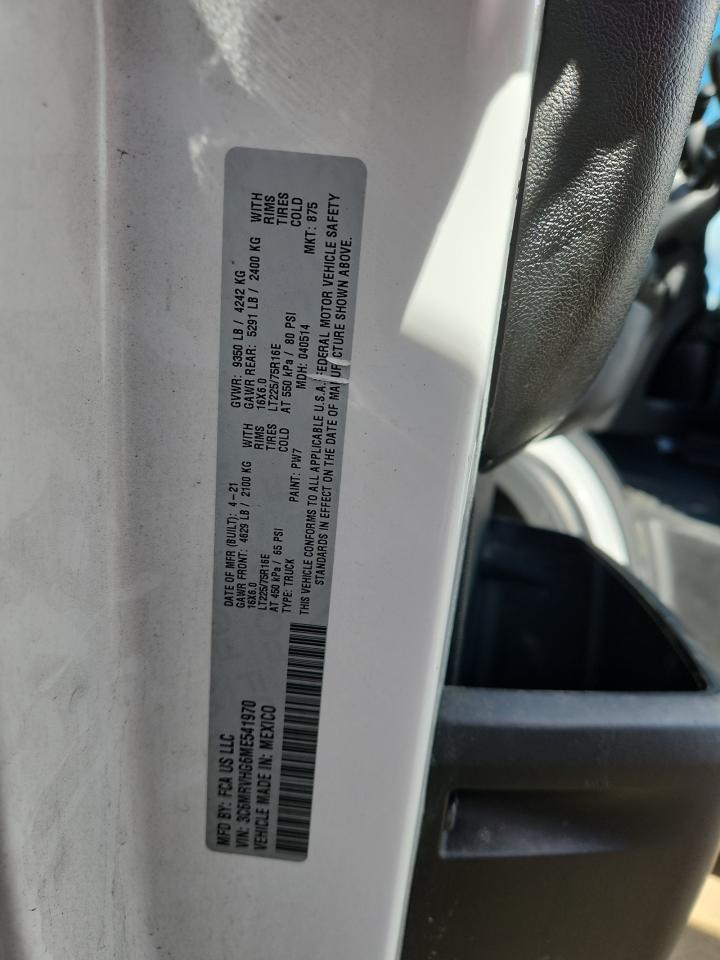 MFD BY: FCA US LLC
VIN: 3C6MRVHG6ME541970
VEHICLE MADE IN: MEXICO
DATE OF MFR (BUILT): 4-21
GVWR: 9350 LB / 4242 KG
GAWR FRONT: 4629 LB / 2100 KG WITH
16X6.0 RIMS
LT225/75R16E TIRES
AT 450 kPa / 65 PSI COLD
GAWR REAR: 5291 LB / 2400 KG WITH
16X6.0 RIMS
LT225/75R16E TIRES
AT 550 kPa / 80 PSI COLD
TYPE: TRUCK PAINT: PW7 MDH: 040514 MKT: 875
THIS VEHICLE CONFORMS TO ALL APPLICABLE U.S.A. FEDERAL MOTOR VEHICLE SAFETY
STANDARDS IN EFFECT ON THE DATE OF MANUFACTURE SHOWN ABOVE.